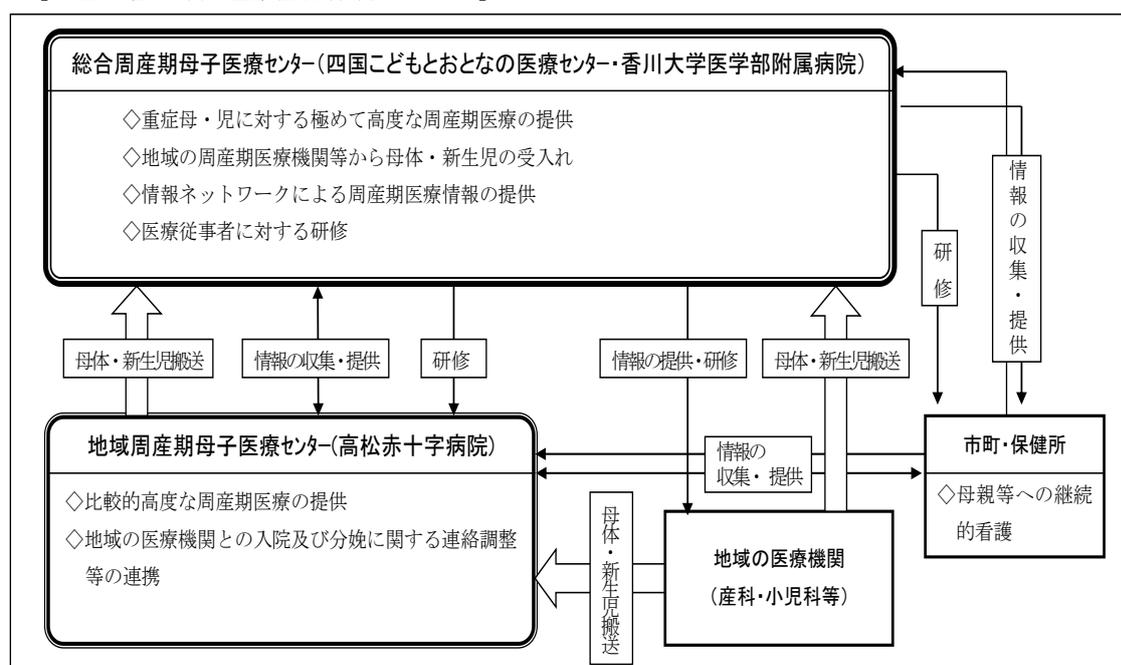 総合周産期母子医療センター(四国こどもとおとなの医療センター・香川大学医学部附属病院)
◇重症母・児に対する極めて高度な周産期医療の提供
◇地域の周産期医療機関等から母体・新生児の受入れ
◇情報ネットワークによる周産期医療情報の提供
◇医療従事者に対する研修
情報の収集・提供
研修
母体・新生児搬送
情報の収集・提供
研修
情報の提供・研修
母体・新生児搬送
地域周産期母子医療センター(高松赤十字病院)
◇比較的高度な周産期医療の提供
◇地域の医療機関との入院及び分娩に関する連絡調整
等の連携
情報の
収集・提供
市町・保健所
◇母親等への継続
的看護
母体・新生児搬送
地域の医療機関
(産科・小児科等)